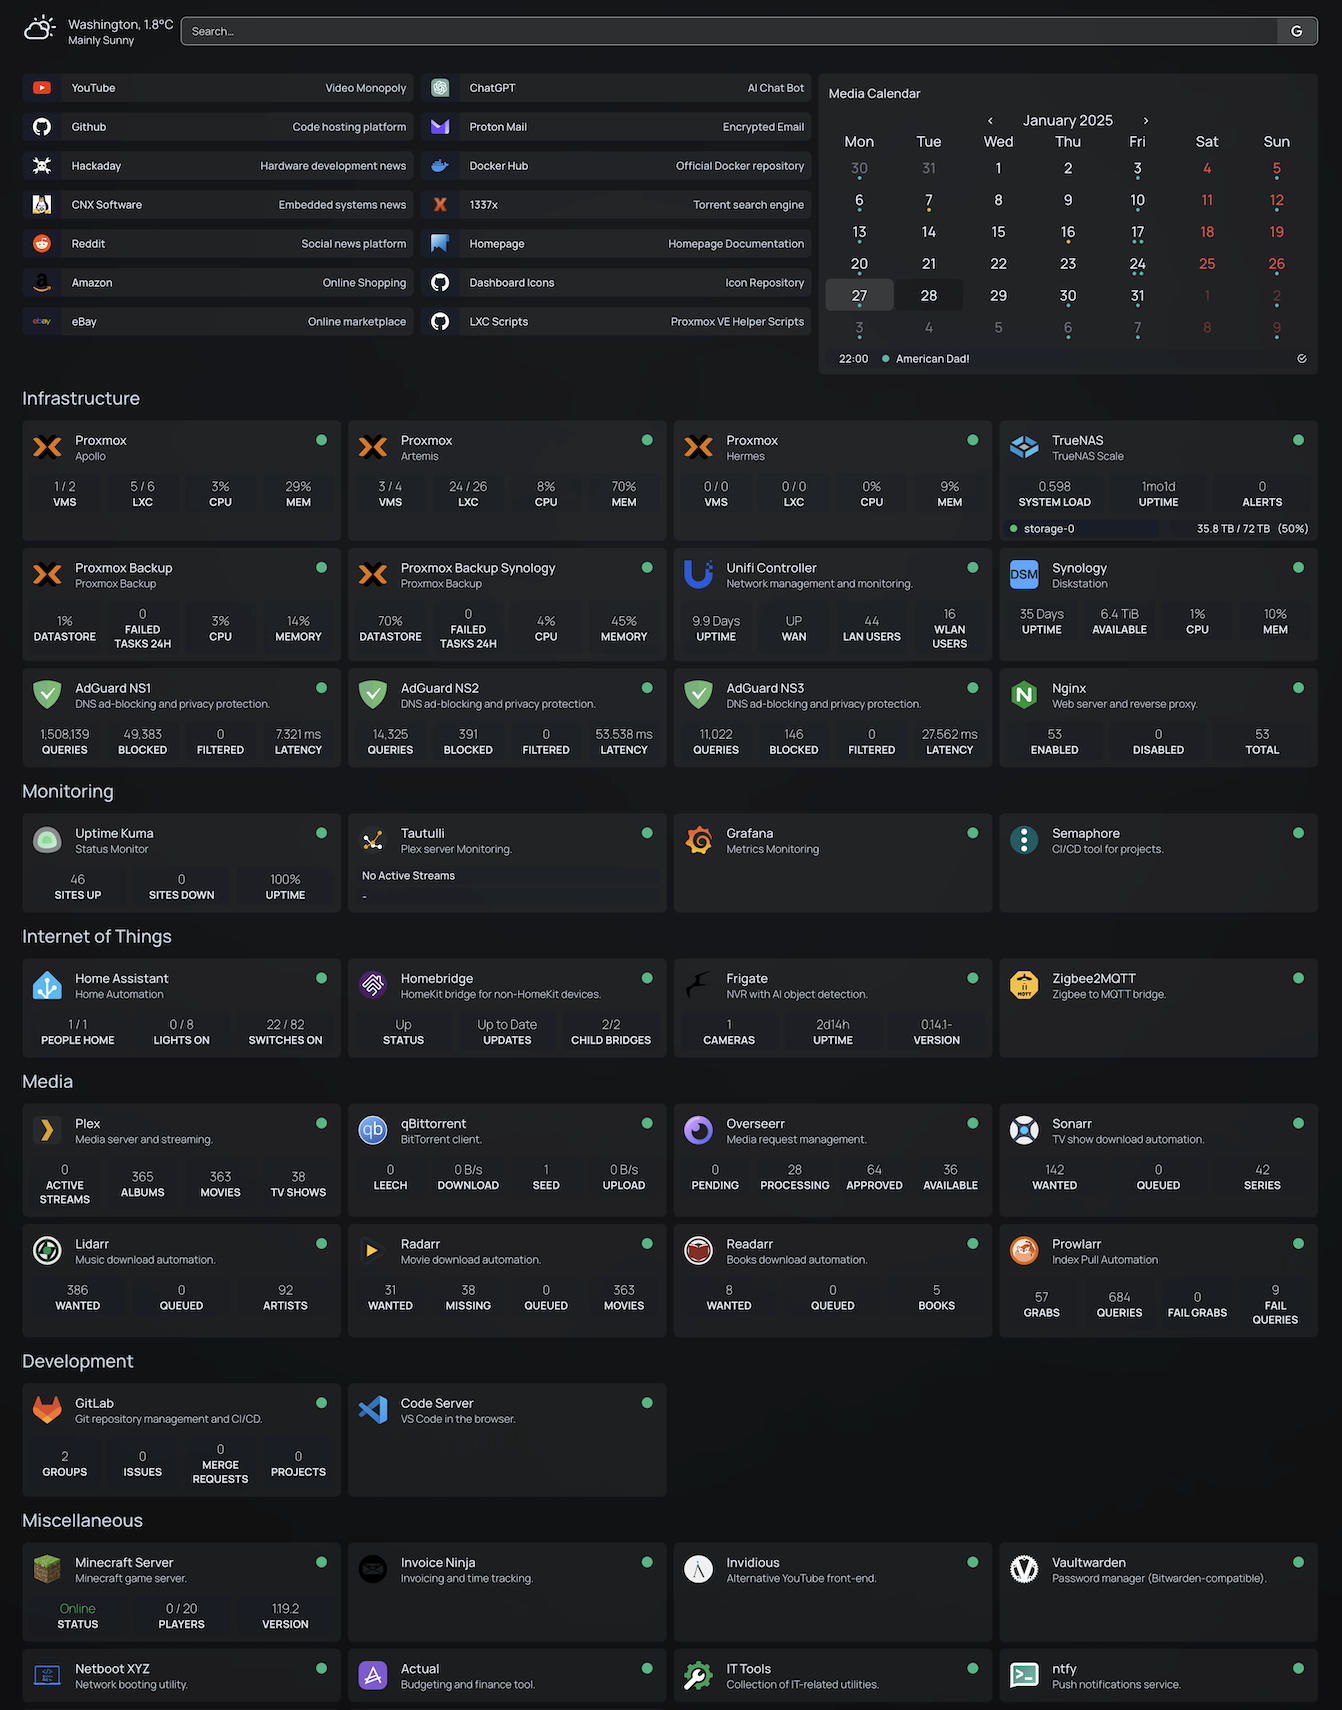 Washington, 1.8°C
Mainly Sunny
Search...
G
YouTube Video Monopoly
Github Code hosting platform
Hackaday Hardware development news
CNX Software Embedded systems news
Reddit Social news platform
Amazon Online Shopping
ebay eBay Online marketplace
ChatGPT AI Chat Bot
Proton Mail Encrypted Email
Docker Hub Official Docker repository
X 1337x Torrent search engine
Homepage Homepage Documentation
Dashboard Icons Icon Repository
LXC Scripts Proxmox VE Helper Scripts
Media Calendar
‹ January 2025 ›
Mon Tue Wed Thu Fri Sat Sun
30 31 1 2 3 4 5
6 7 8 9 10 11 12
13 14 15 16 17 18 19
20 21 22 23 24 25 26
27 28 29 30 31 1 2
3 4 5 6 7 8 9
22:00 American Dad!
Infrastructure
Proxmox
Apollo
1 / 2 5 / 6 3% 29%
VMS LXC CPU MEM
Proxmox
Artemis
3 / 4 24 / 26 8% 70%
VMS LXC CPU MEM
Proxmox
Hermes
0 / 0 0 / 0 0% 9%
VMS LXC CPU MEM
TrueNAS
TrueNAS Scale
0.598 1mo1d 0
SYSTEM LOAD UPTIME ALERTS
storage-0 35.8 TB / 72 TB (50%)
Proxmox Backup
Proxmox Backup
1% 0 3% 14%
DATASTORE FAILED TASKS 24H CPU MEMORY
Proxmox Backup Synology
Proxmox Backup
70% 0 4% 45%
DATASTORE FAILED TASKS 24H CPU MEMORY
Unifi Controller
Network management and monitoring.
9.9 Days UP 44 16
UPTIME WAN LAN USERS WLAN USERS
DSM
Synology
Diskstation
35 Days 6.4 TiB 1% 10%
UPTIME AVAILABLE CPU MEM
AdGuard NS1
DNS ad-blocking and privacy protection.
1,508,139 49,383 0 7.321 ms
QUERIES BLOCKED FILTERED LATENCY
AdGuard NS2
DNS ad-blocking and privacy protection.
14,325 391 0 53.538 ms
QUERIES BLOCKED FILTERED LATENCY
AdGuard NS3
DNS ad-blocking and privacy protection.
11,022 146 0 27.562 ms
QUERIES BLOCKED FILTERED LATENCY
N
Nginx
Web server and reverse proxy.
53 0 53
ENABLED DISABLED TOTAL
Monitoring
Uptime Kuma
Status Monitor
46 0 100%
SITES UP SITES DOWN UPTIME
Tautulli
Plex server Monitoring.
No Active Streams
-
Grafana
Metrics Monitoring
Semaphore
CI/CD tool for projects.
Internet of Things
Home Assistant
Home Automation
1 / 1 0 / 8 22 / 82
PEOPLE HOME LIGHTS ON SWITCHES ON
Homebridge
HomeKit bridge for non-HomeKit devices.
Up Up to Date 2/2
STATUS UPDATES CHILD BRIDGES
Frigate
NVR with AI object detection.
1 2d14h 0.14.1-
CAMERAS UPTIME VERSION
MQTT
Zigbee2MQTT
Zigbee to MQTT bridge.
Media
Plex
Media server and streaming.
0 365 363 38
ACTIVE STREAMS ALBUMS MOVIES TV SHOWS
qb
qBittorrent
BitTorrent client.
0 0 B/s 1 0 B/s
LEECH DOWNLOAD SEED UPLOAD
Overseerr
Media request management.
0 28 64 36
PENDING PROCESSING APPROVED AVAILABLE
Sonarr
TV show download automation.
142 0 42
WANTED QUEUED SERIES
Lidarr
Music download automation.
386 0 92
WANTED QUEUED ARTISTS
Radarr
Movie download automation.
31 38 0 363
WANTED MISSING QUEUED MOVIES
Readarr
Books download automation.
8 0 5
WANTED QUEUED BOOKS
Prowlarr
Index Pull Automation
57 684 0 9
GRABS QUERIES FAIL GRABS FAIL QUERIES
Development
GitLab
Git repository management and CI/CD.
2 0 0 0
GROUPS ISSUES MERGE REQUESTS PROJECTS
Code Server
VS Code in the browser.
Miscellaneous
Minecraft Server
Minecraft game server.
Online 0 / 20 1.19.2
STATUS PLAYERS VERSION
Invoice Ninja
Invoicing and time tracking.
Invidious
Alternative YouTube front-end.
Vaultwarden
Password manager (Bitwarden-compatible).
Netboot XYZ
Network booting utility.
Actual
Budgeting and finance tool.
IT Tools
Collection of IT-related utilities.
ntfy
Push notifications service.